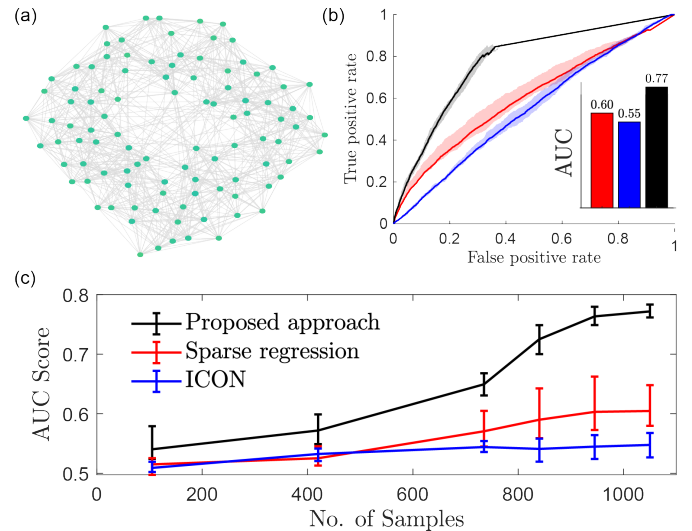 (a)
(b)
1
0.8
0.6
0.4
0.2
0
True positive rate
0 0.2 0.4 0.6 0.8 1
False positive rate
AUC
0.60
0.55
0.77
(c)
0.8
0.7
0.6
0.5
AUC Score
Proposed approach
Sparse regression
ICON
0 200 400 600 800 1000
No. of Samples